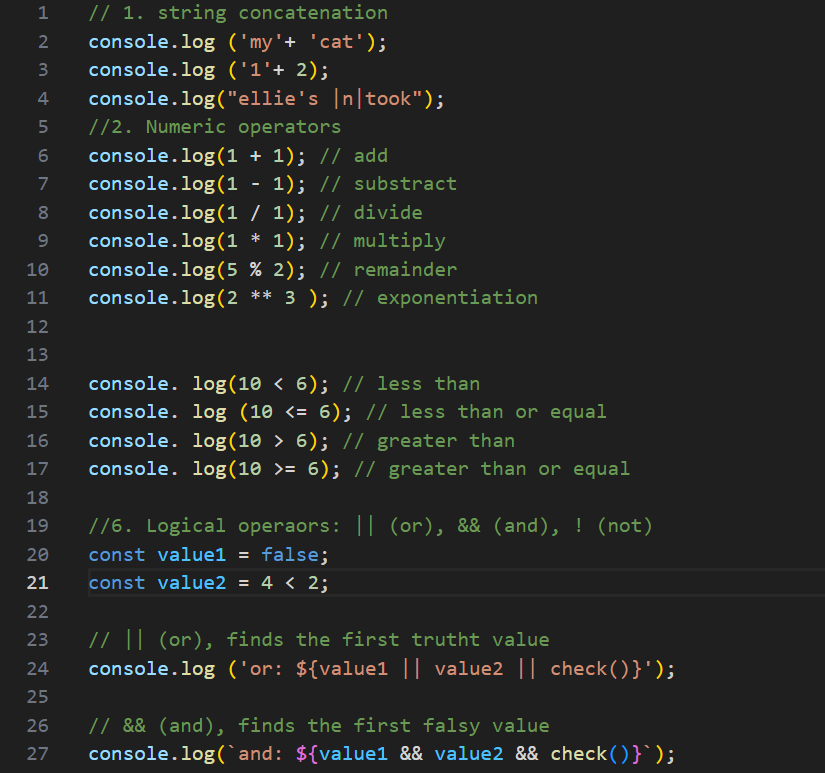 1 // 1. string concatenation
2 console.log ('my'+ 'cat');
3 console.log ('1'+ 2);
4 console.log("ellie's |n|took");
5 //2. Numeric operators
6 console.log(1 + 1); // add
7 console.log(1 - 1); // substract
8 console.log(1 / 1); // divide
9 console.log(1 * 1); // multiply
10 console.log(5 % 2); // remainder
11 console.log(2 ** 3 ); // exponentiation
12
13
14 console. log(10 < 6); // less than
15 console. log (10 <= 6); // less than or equal
16 console. log(10 > 6); // greater than
17 console. log(10 >= 6); // greater than or equal
18
19 //6. Logical operaors: || (or), && (and), ! (not)
20 const value1 = false;
21 const value2 = 4 < 2;
22
23 // || (or), finds the first trutht value
24 console.log ('or: ${value1 || value2 || check()}');
25
26 // && (and), finds the first falsy value
27 console.log(`and: ${value1 && value2 && check()}`);